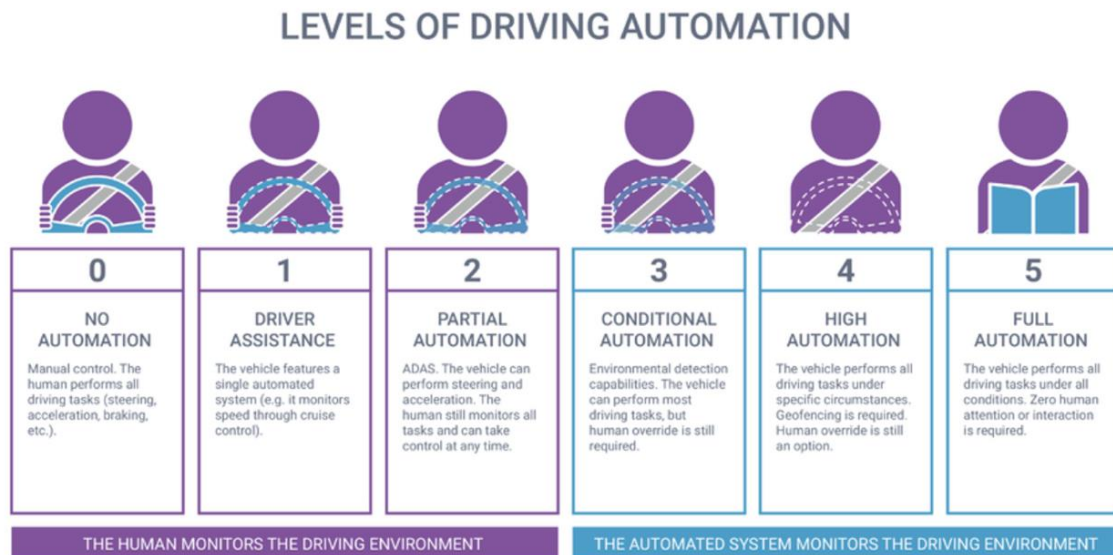 LEVELS OF DRIVING AUTOMATION
0
NO
AUTOMATION
Manual control. The
human performs all
driving tasks (steering,
acceleration, braking,
etc.).
1
DRIVER
ASSISTANCE
The vehicle features a
single automated
system (e.g. it monitors
speed through cruise
control).
2
PARTIAL
AUTOMATION
ADAS. The vehicle can
perform steering and
acceleration. The
human still monitors all
tasks and can take
control at any time.
3
CONDITIONAL
AUTOMATION
Environmental detection
capabilities. The vehicle
can perform most
driving tasks, but
human override is still
required.
4
HIGH
AUTOMATION
The vehicle performs all
driving tasks under
specific circumstances.
Geofencing is required.
Human override is still
an option.
5
FULL
AUTOMATION
The vehicle performs all
driving tasks under all
conditions. Zero human
attention or interaction
is required.
THE HUMAN MONITORS THE DRIVING ENVIRONMENT
THE AUTOMATED SYSTEM MONITORS THE DRIVING ENVIRONMENT